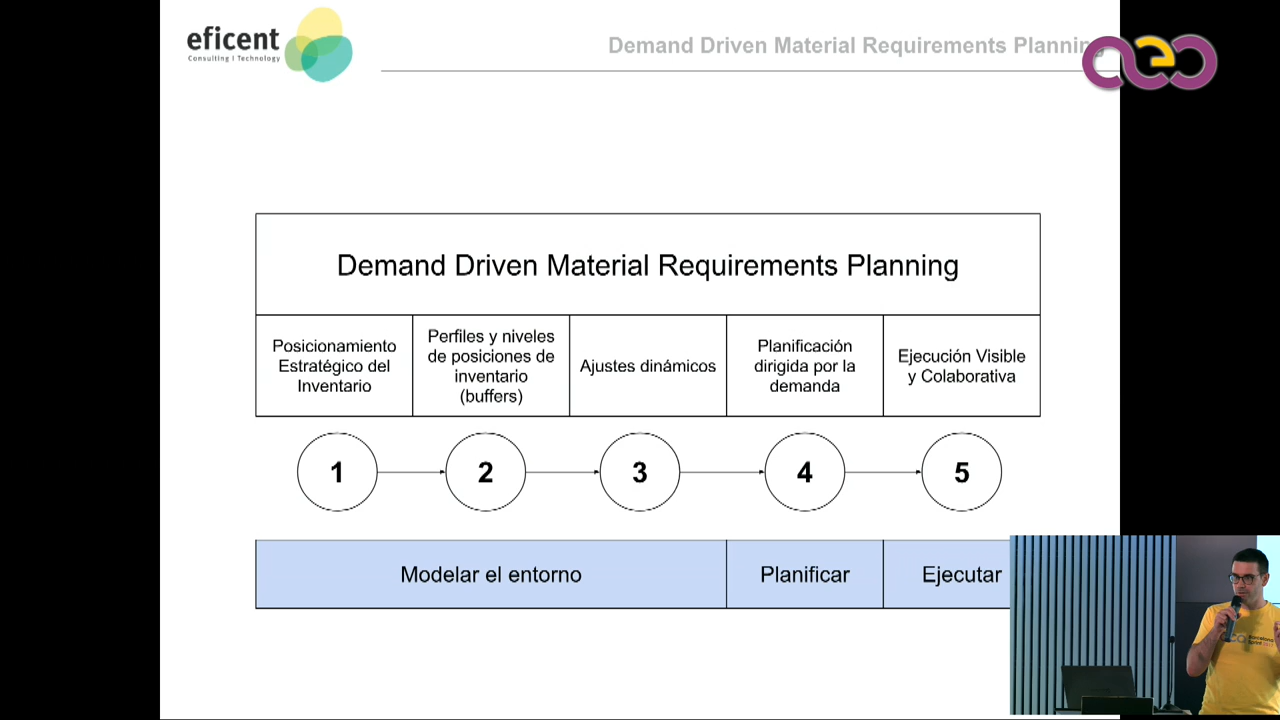 eficent
Consulting | Technology
Demand Driven Material Requirements Planning
Demand Driven Material Requirements Planning
Posicionamiento
Estratégico del
Inventario
Perfiles y niveles
de posiciones de
inventario
(buffers)
Ajustes dinámicos
Planificación
dirigida por la
demanda
Ejecución Visible
y Colaborativa
1
2
3
4
5
Modelar el entorno
Planificar
Ejecutar
Barcelona